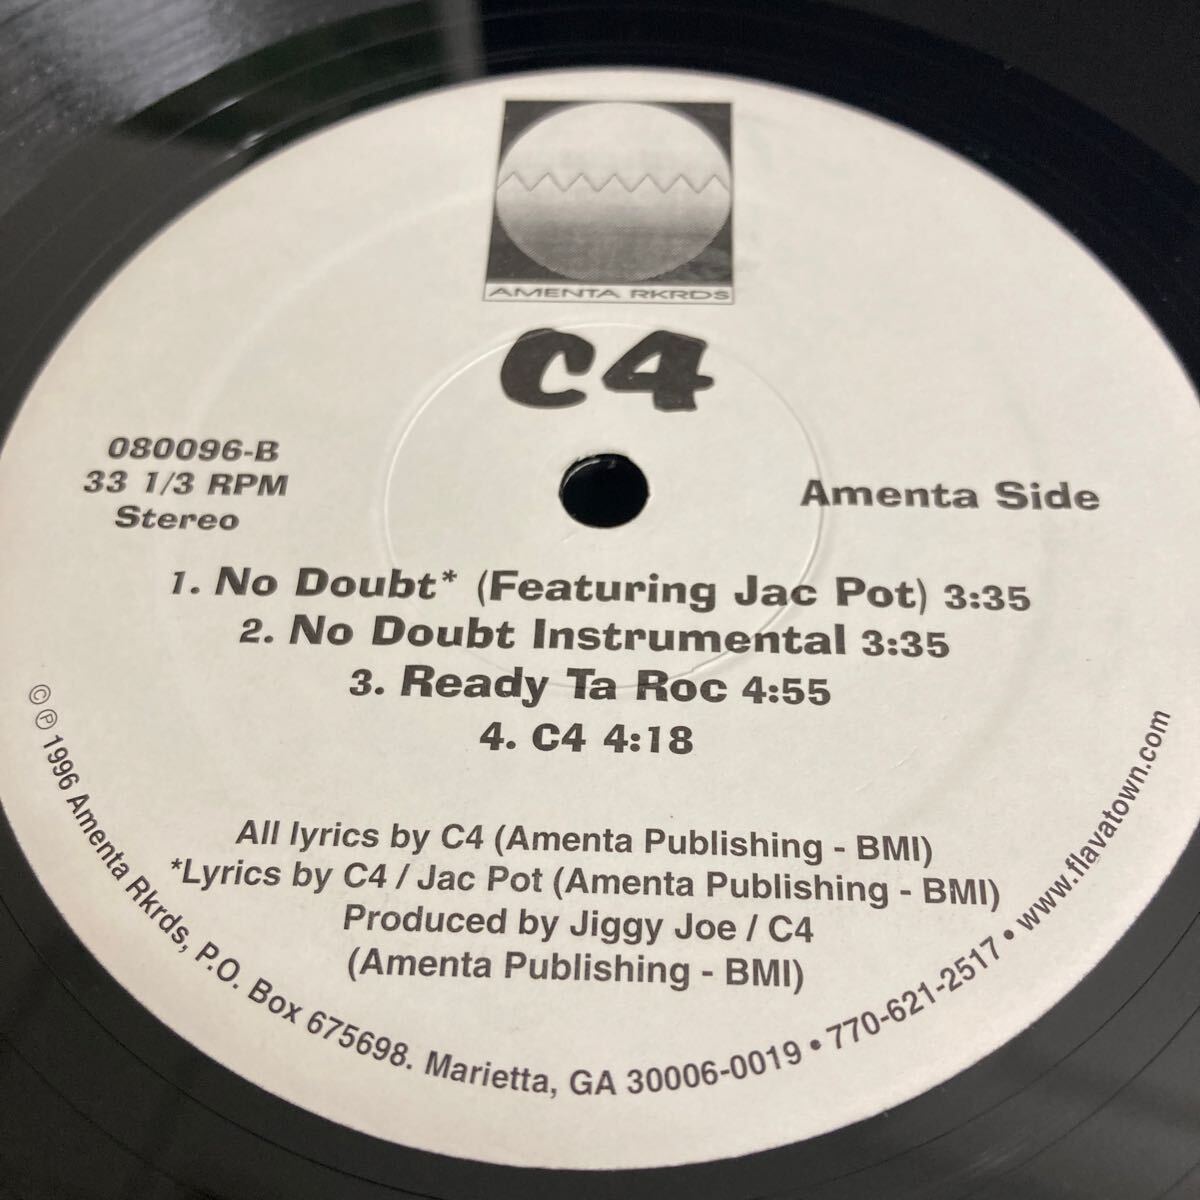 AMENTA RKRDS
C4
080096-B
33 1/3 RPM
Stereo
Amenta Side
1. No Doubt* (Featuring Jac Pot) 3:35
2. No Doubt Instrumental 3:35
3. Ready Ta Roc 4:55
4. C4 4:18
All lyrics by C4 (Amenta Publishing - BMI)
*Lyrics by C4 / Jac Pot (Amenta Publishing - BMI)
Produced by Jiggy Joe / C4
(Amenta Publishing - BMI)
©℗ 1996 Amenta Rkrds, P.O. Box 675698. Marietta, GA 30006-0019 • 770-621-2517 • www.flavatown.com